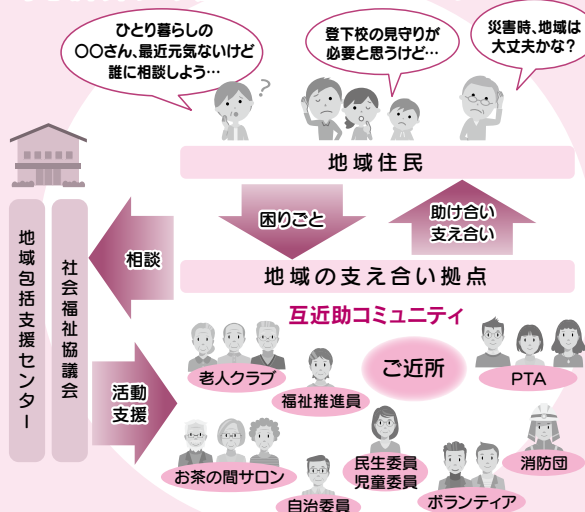 ひとり暮らしの
〇〇さん、最近元気ないけど
誰に相談しよう…
?
登下校の見守りが
必要と思うけど…
災害時、地域は
大丈夫かな?
地域住民
困りごと
助け合い
支え合い
相談
地域の支え合い拠点
互近助コミュニティ
地域包括支援センター
社会福祉協議会
活動
支援
老人クラブ
福祉推進員
ご近所
PTA
お茶の間サロン
自治委員
民生委員
児童委員
ボランティア
消防団